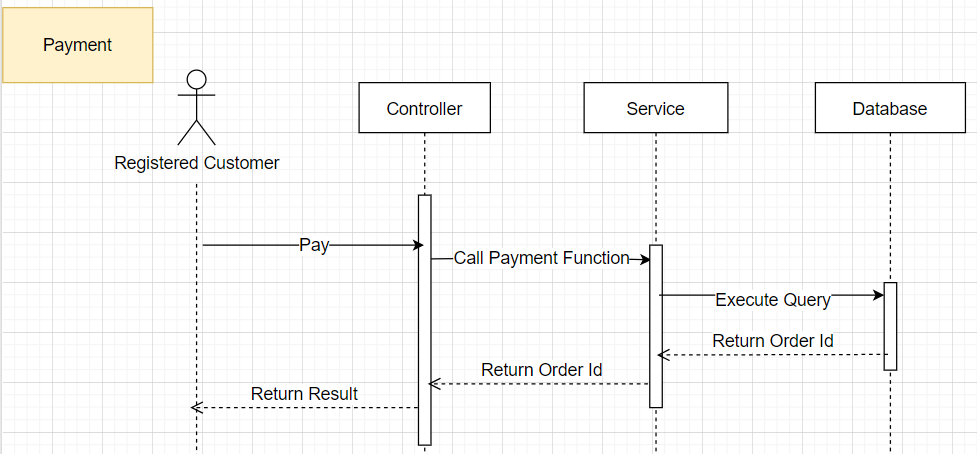 Payment
Controller
Service
Database
Registered Customer
Pay
Call Payment Function
Execute Query
Return Order Id
Return Order Id
Return Result